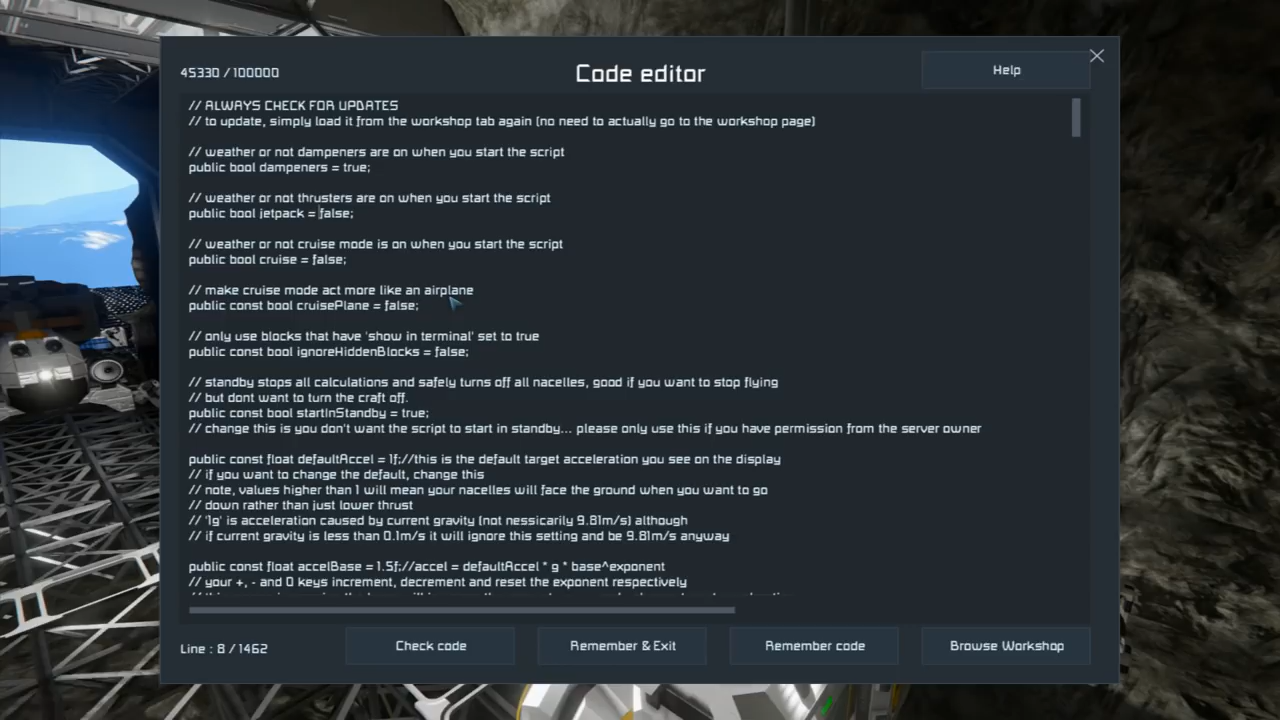 45330 / 100000
Code editor
Help
// ALWAYS CHECK FOR UPDATES
// to update, simply load it from the workshop tab again (no need to actually go to the workshop page)
// weather or not dampeners are on when you start the script
public bool dampeners = true;
// weather or not thrusters are on when you start the script
public bool jetpack = false;
// weather or not cruise mode is on when you start the script
public bool cruise = false;
// make cruise mode act more like an airplane
public const bool cruisePlane = false;
// only use blocks that have 'show in terminal' set to true
public const bool ignoreHiddenBlocks = false;
// standby stops all calculations and safely turns off all nacelles, good if you want to stop flying
// but dont want to turn the craft off.
public const bool startInStandby = true;
// change this is you don't want the script to start in standby... please only use this if you have permission from the server owner
public const float defaultAccel = 1f;//this is the default target acceleration you see on the display
// if you want to change the default, change this
// note, values higher than 1 will mean your nacelles will face the ground when you want to go
// down rather than just lower thrust
// '1g' is acceleration caused by current gravity (not nessicarily 9.81m/s) although
// if current gravity is less than 0.1m/s it will ignore this setting and be 9.81m/s anyway
public const float accelBase = 1.5f;//accel = defaultAccel * g * base^exponent
// your +, - and 0 keys increment, decrement and reset the exponent respectively
Line : 8 / 1462
Check code
Remember & Exit
Remember code
Browse Workshop